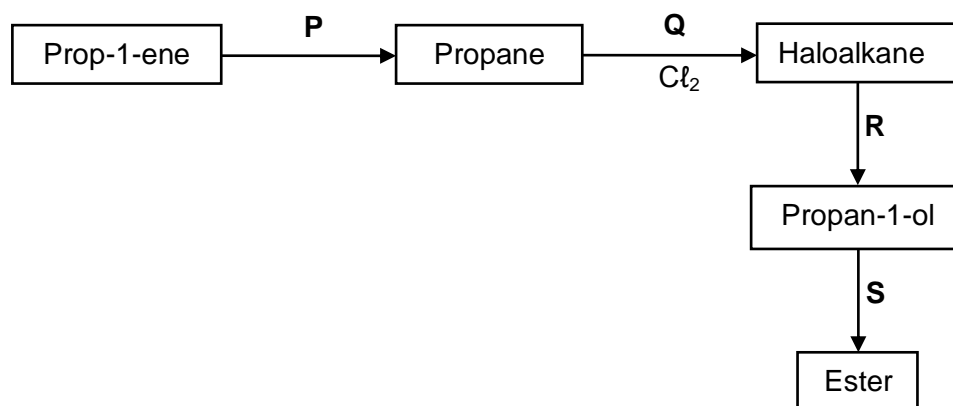 P
Q
Prop-1-ene
Propane
Haloalkane
Cℓ₂
R
Propan-1-ol
S
Ester